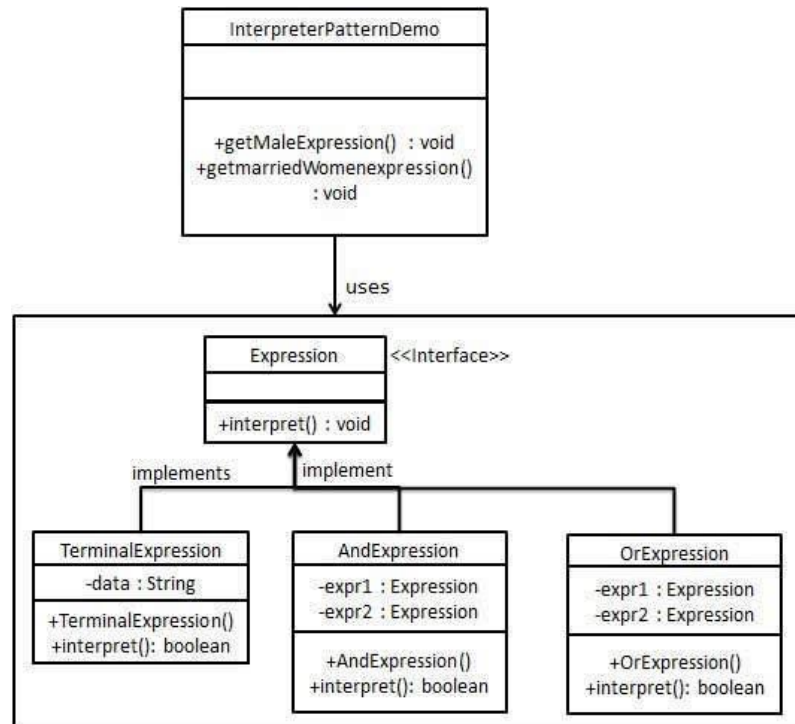 InterpreterPatternDemo
+getMaleExpression() : void
+getmarriedWomenexpression()
: void
uses
Expression
<<Interface>>
+interpret() : void
implements
implement
TerminalExpression
-data : String
+TerminalExpression()
+interpret(): boolean
AndExpression
-expr1 : Expression
-expr2 : Expression
+AndExpression()
+interpret(): boolean
OrExpression
-expr1 : Expression
-expr2 : Expression
+OrExpression()
+interpret(): boolean